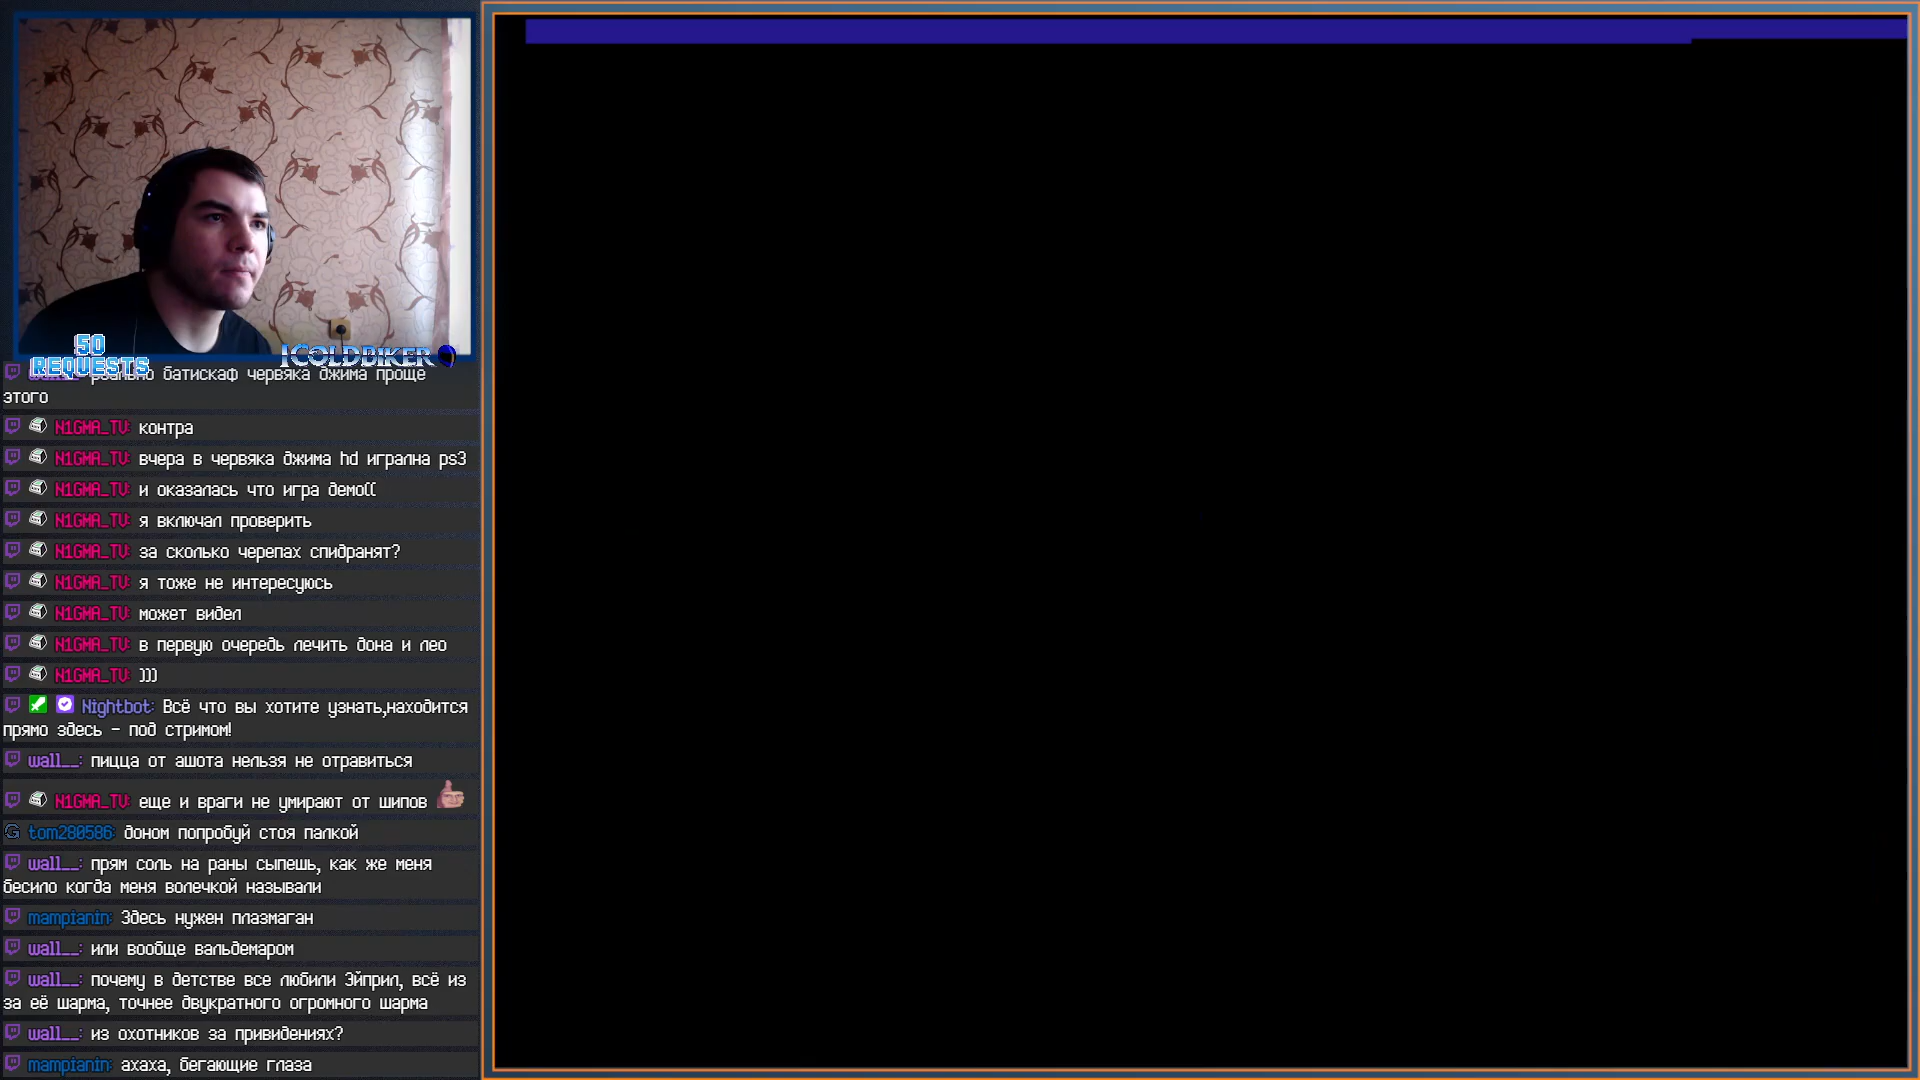 50
REQUESTS
ICOLDBIKER
батискаф червяка джима проще
этого
N1GMA_TV: контра
N1GMA_TV: вчера в червяка джима hd игралпа ps3
N1GMA_TV: и оказалась что игра демо((
N1GMA_TV: я включал проверить
N1GMA_TV: за сколько черепах спидранят?
N1GMA_TV: я тоже не интересуюсь
N1GMA_TV: может видел
N1GMA_TV: в первую очередь лечить дона и лео
N1GMA_TV: )))
Nightbot: Всё что вы хотите узнать,находится
прямо здесь - под стримом!
wall__: пицца от ашота нельзя не отравиться
N1GMA_TV: еще и враги не умирают от шипов
tom280586: доном попробуй стоя палкой
wall__: прям соль на раны сыпешь, как же меня
бесило когда меня волечкой называли
mampianin: Здесь нужен плазмаган
wall__: или вообще вальдемаром
wall__: почему в детстве все любили Эйприл, всё из
за её шарма, точнее двукратного огромного шарма
wall__: из охотников за привидениях?
mampianin: ахаха, бегающие глаза